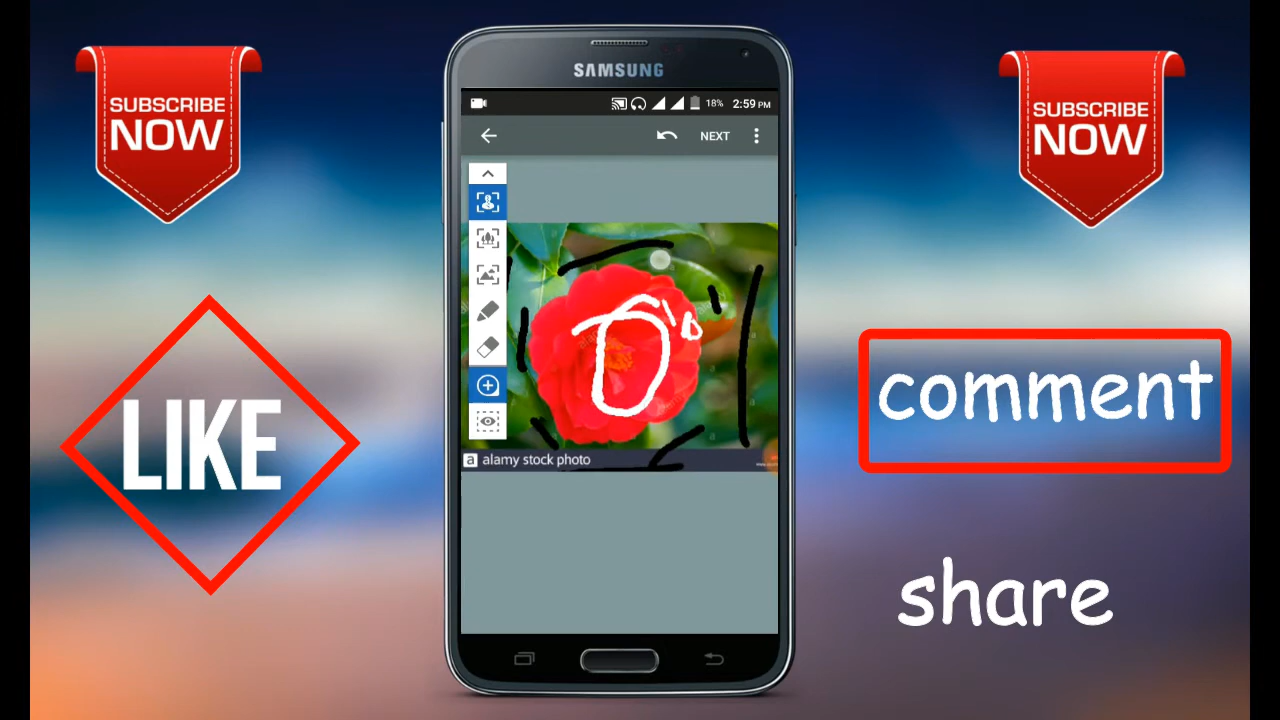 SUBSCRIBE
NOW
SUBSCRIBE
NOW
SAMSUNG
18% 2:59 PM
NEXT
a alamy stock photo
LIKE
comment
share